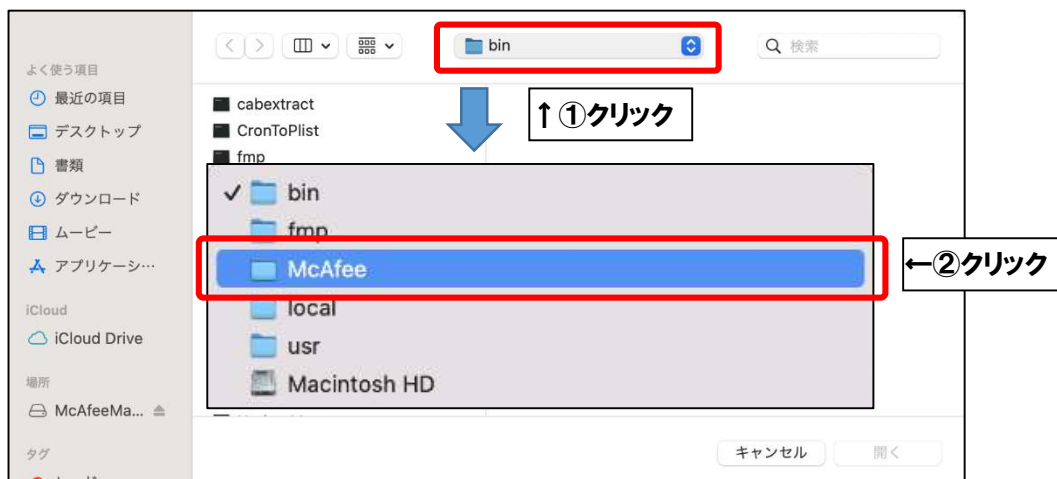 bin
検索
よく使う項目
最近の項目
デスクトップ
書類
ダウンロード
ムービー
アプリケーシ…
iCloud
iCloud Drive
場所
McAfeeMa...
タグ
cabextract
CronToPlist
fmp
↑①クリック
bin
fmp
McAfee
local
usr
Macintosh HD
←②クリック
キャンセル
開く